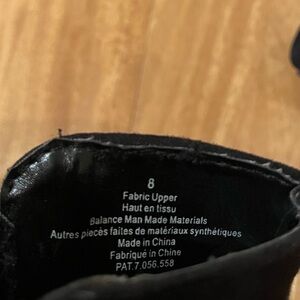 8
Fabric Upper
Haut en tissu
Balance Man Made Materials
Autres pièces faites de matériaux synthétiques
Made in China
Fabriqué in Chine
PAT.7,056,558